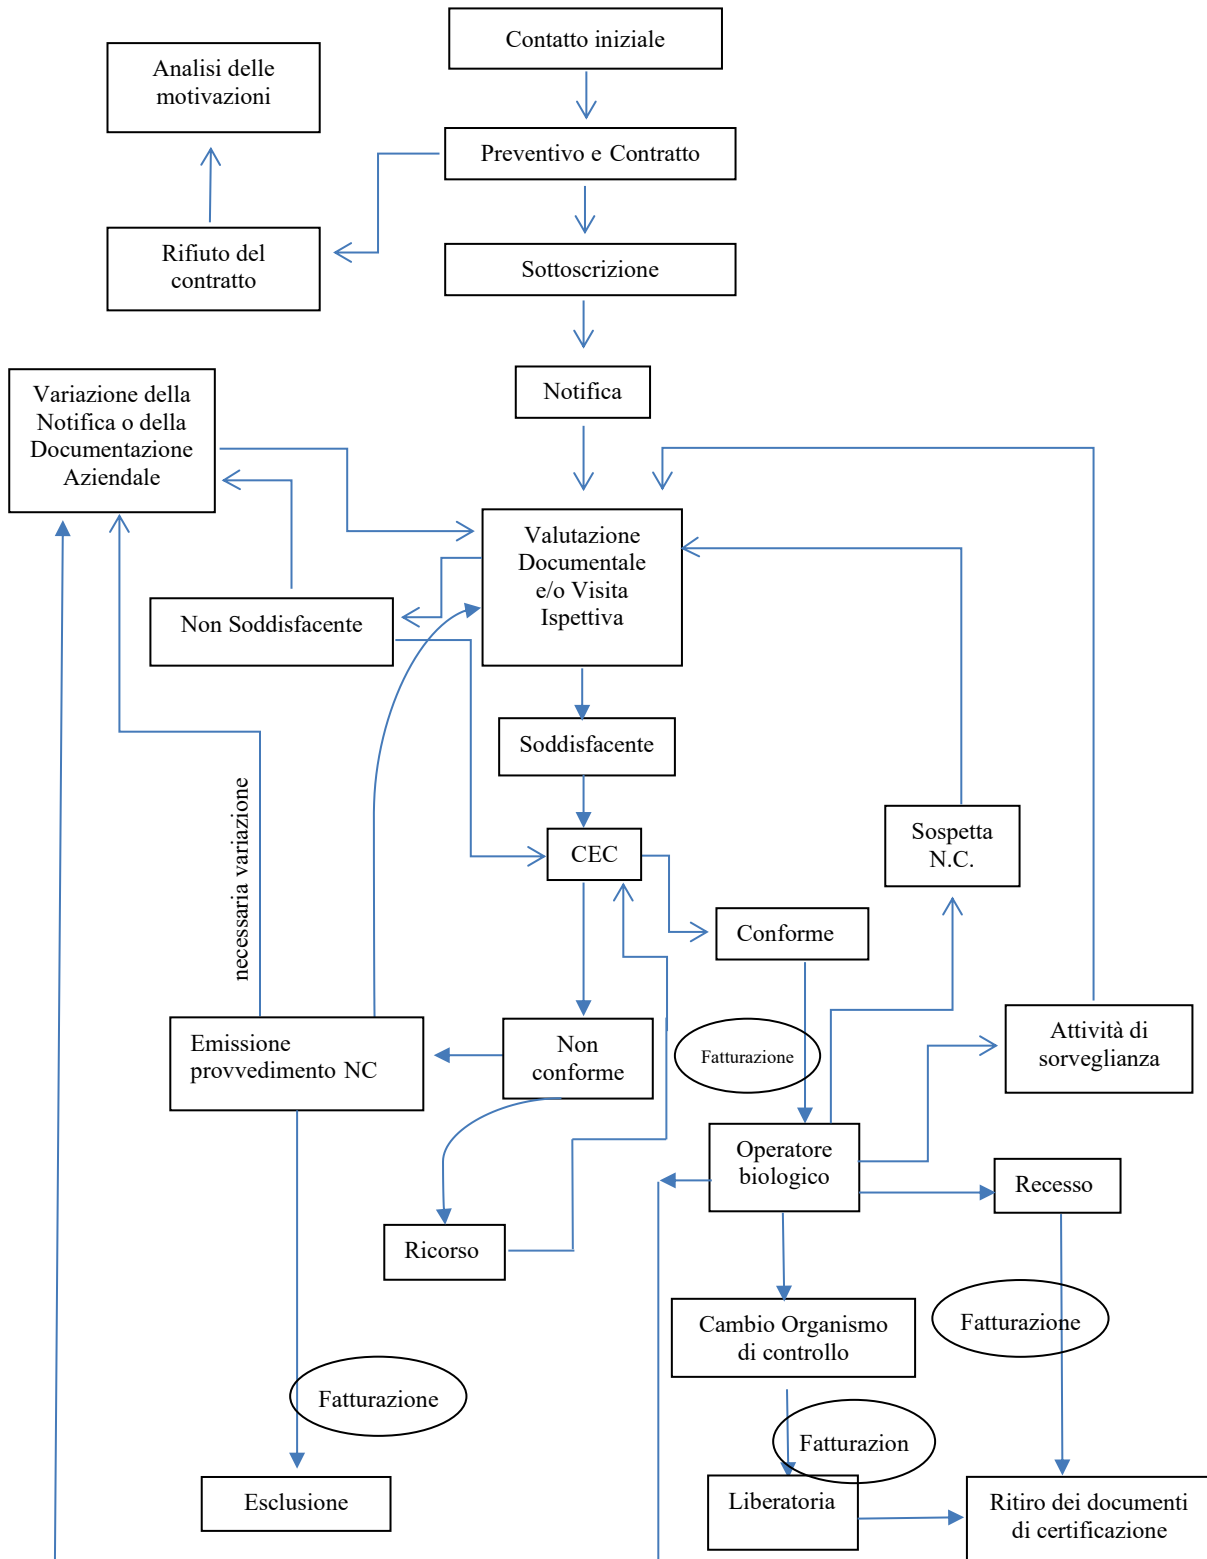 Contatto iniziale
Analisi delle
motivazioni
Preventivo e Contratto
Rifiuto del
contratto
Sottoscrizione
Notifica
Variazione della
Notifica o della
Documentazione
Aziendale
Valutazione
Documentale
e/o Visita
Ispettiva
Non Soddisfacente
Soddisfacente
necessaria variazione
CEC
Sospetta
N.C.
Conforme
Emissione
provvedimento NC
Non
conforme
Fatturazione
Attività di
sorveglianza
Operatore
biologico
Recesso
Ricorso
Cambio Organismo
di controllo
Fatturazione
Fatturazione
Fatturazion
Esclusione
Liberatoria
Ritiro dei documenti
di certificazione